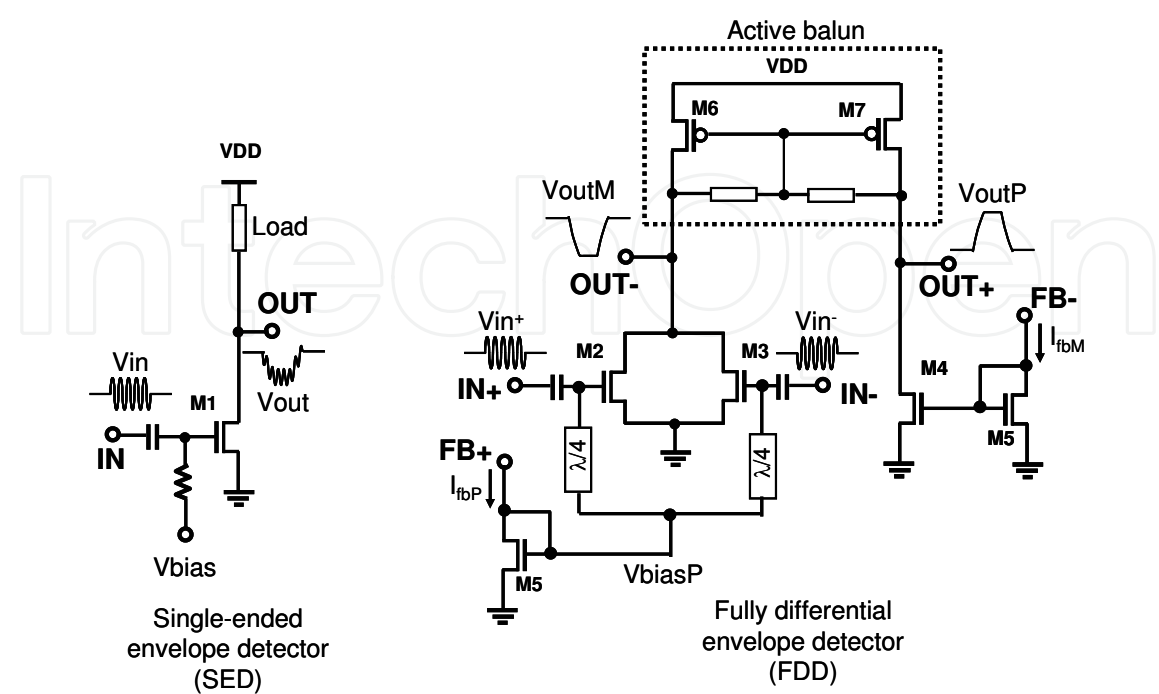 Active balun
VDD
M6
M7
VDD
VoutM
VoutP
Load
OUT-
OUT+
FB-
OUT
Vin+
Vin-
IfbM
Vin
M2
M3
M4
IN+
IN-
M1
Vout
M5
IN
FB+
λ/4
λ/4
IfbP
Vbias
M5
VbiasP
Single-ended
envelope detector
(SED)
Fully differential
envelope detector
(FDD)
IntechOpen